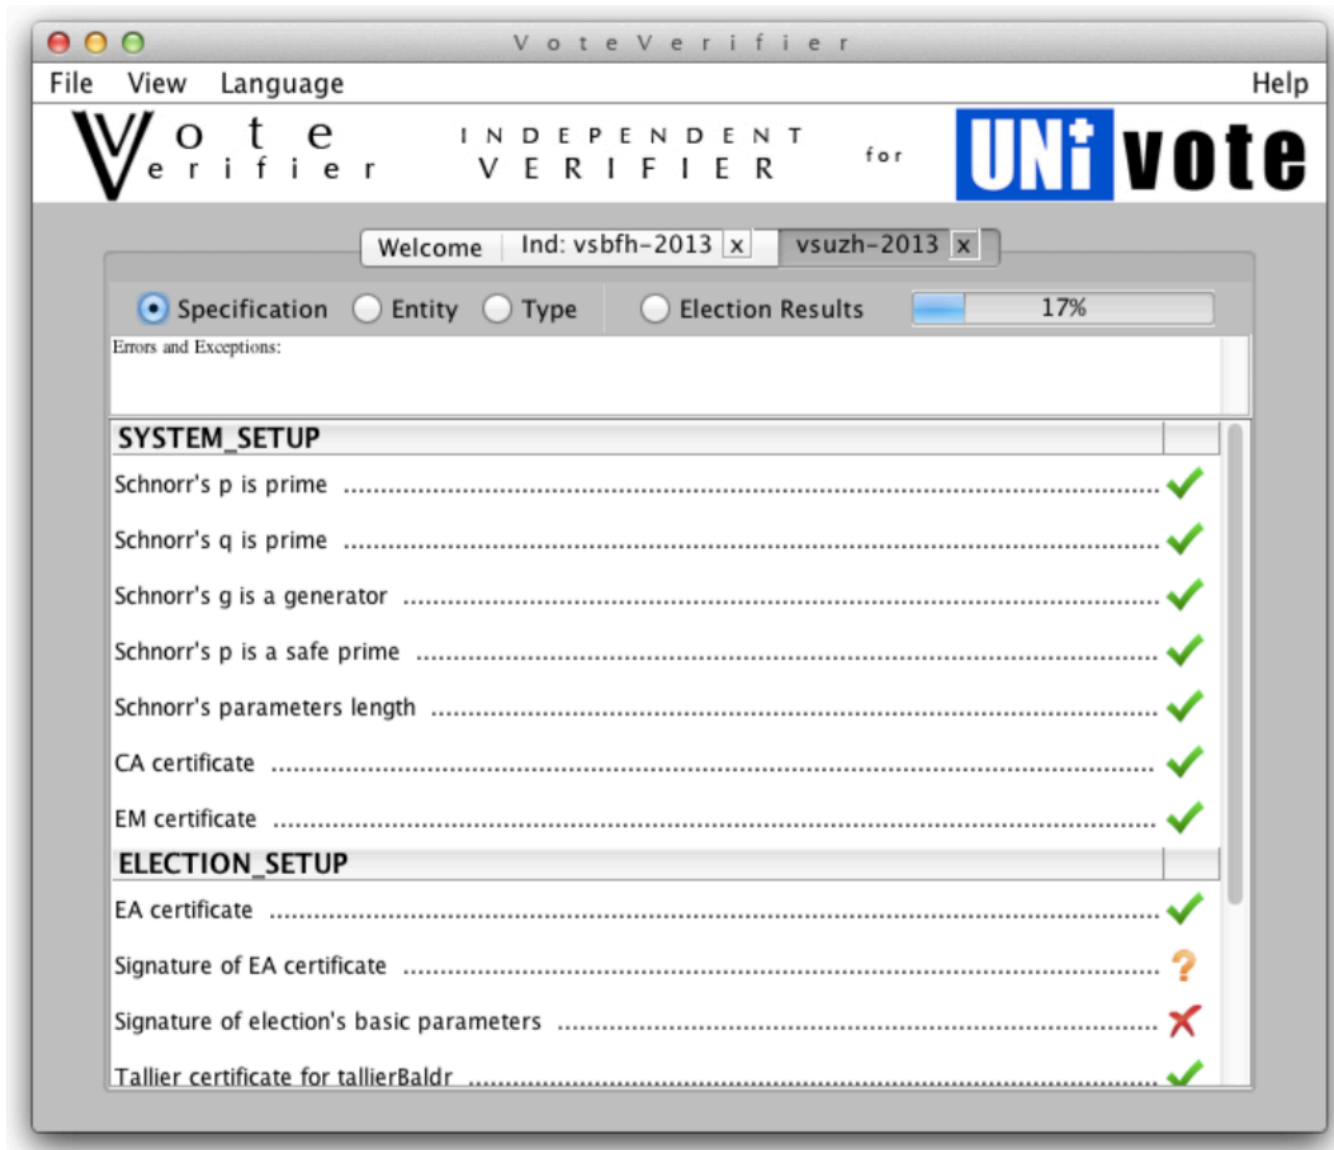 VoteVerifier
File View Language Help
Vote Verifier INDEPENDENT VERIFIER for UNi vote
Welcome Ind: vsbfh-2013 x vsuzh-2013 x
Specification Entity Type Election Results 17%
Errors and Exceptions:
SYSTEM_SETUP
Schnorr's p is prime
Schnorr's q is prime
Schnorr's g is a generator
Schnorr's p is a safe prime
Schnorr's parameters length
CA certificate
EM certificate
ELECTION_SETUP
EA certificate
Signature of EA certificate ?
Signature of election's basic parameters
Tallier certificate for tallierBaldr